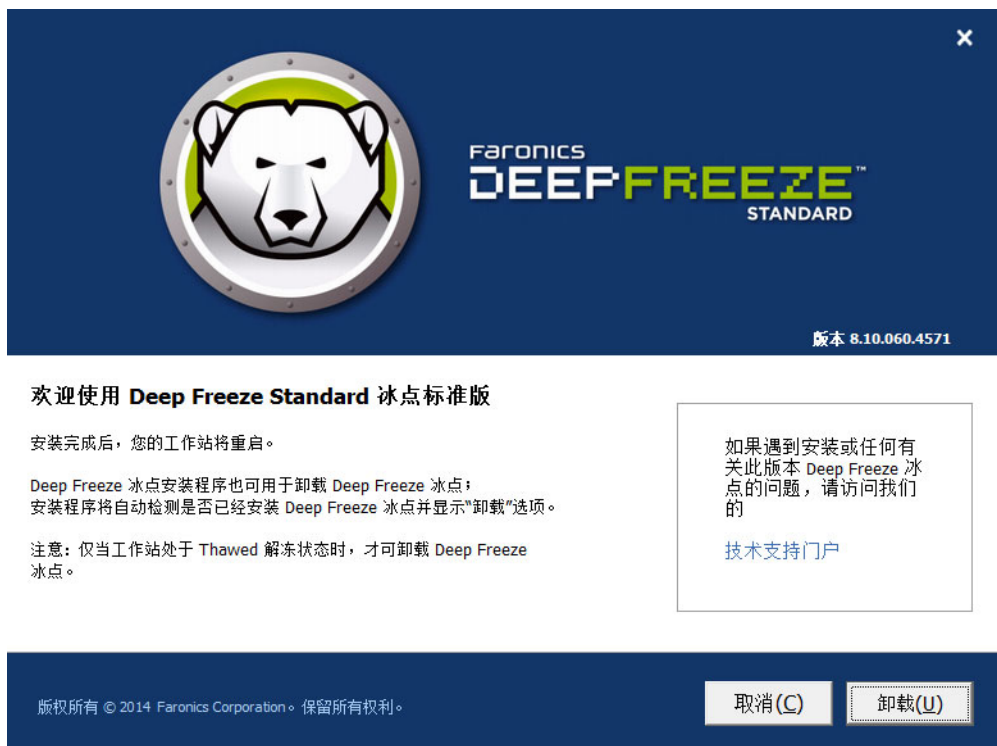 Faronics
DEEPFREEZE™
STANDARD
版本 8.10.060.4571
欢迎使用 Deep Freeze Standard 冰点标准版
安装完成后，您的工作站将重启。
Deep Freeze 冰点安装程序也可用于卸载 Deep Freeze 冰点；
安装程序将自动检测是否已经安装 Deep Freeze 冰点并显示“卸载”选项。
注意：仅当工作站处于 Thawed 解冻状态时，才可卸载 Deep Freeze
冰点。
如果遇到安装或任何有
关此版本 Deep Freeze 冰
点的问题，请访问我们
的
技术支持门户
版权所有 © 2014 Faronics Corporation。保留所有权利。
取消(C)
卸载(U)